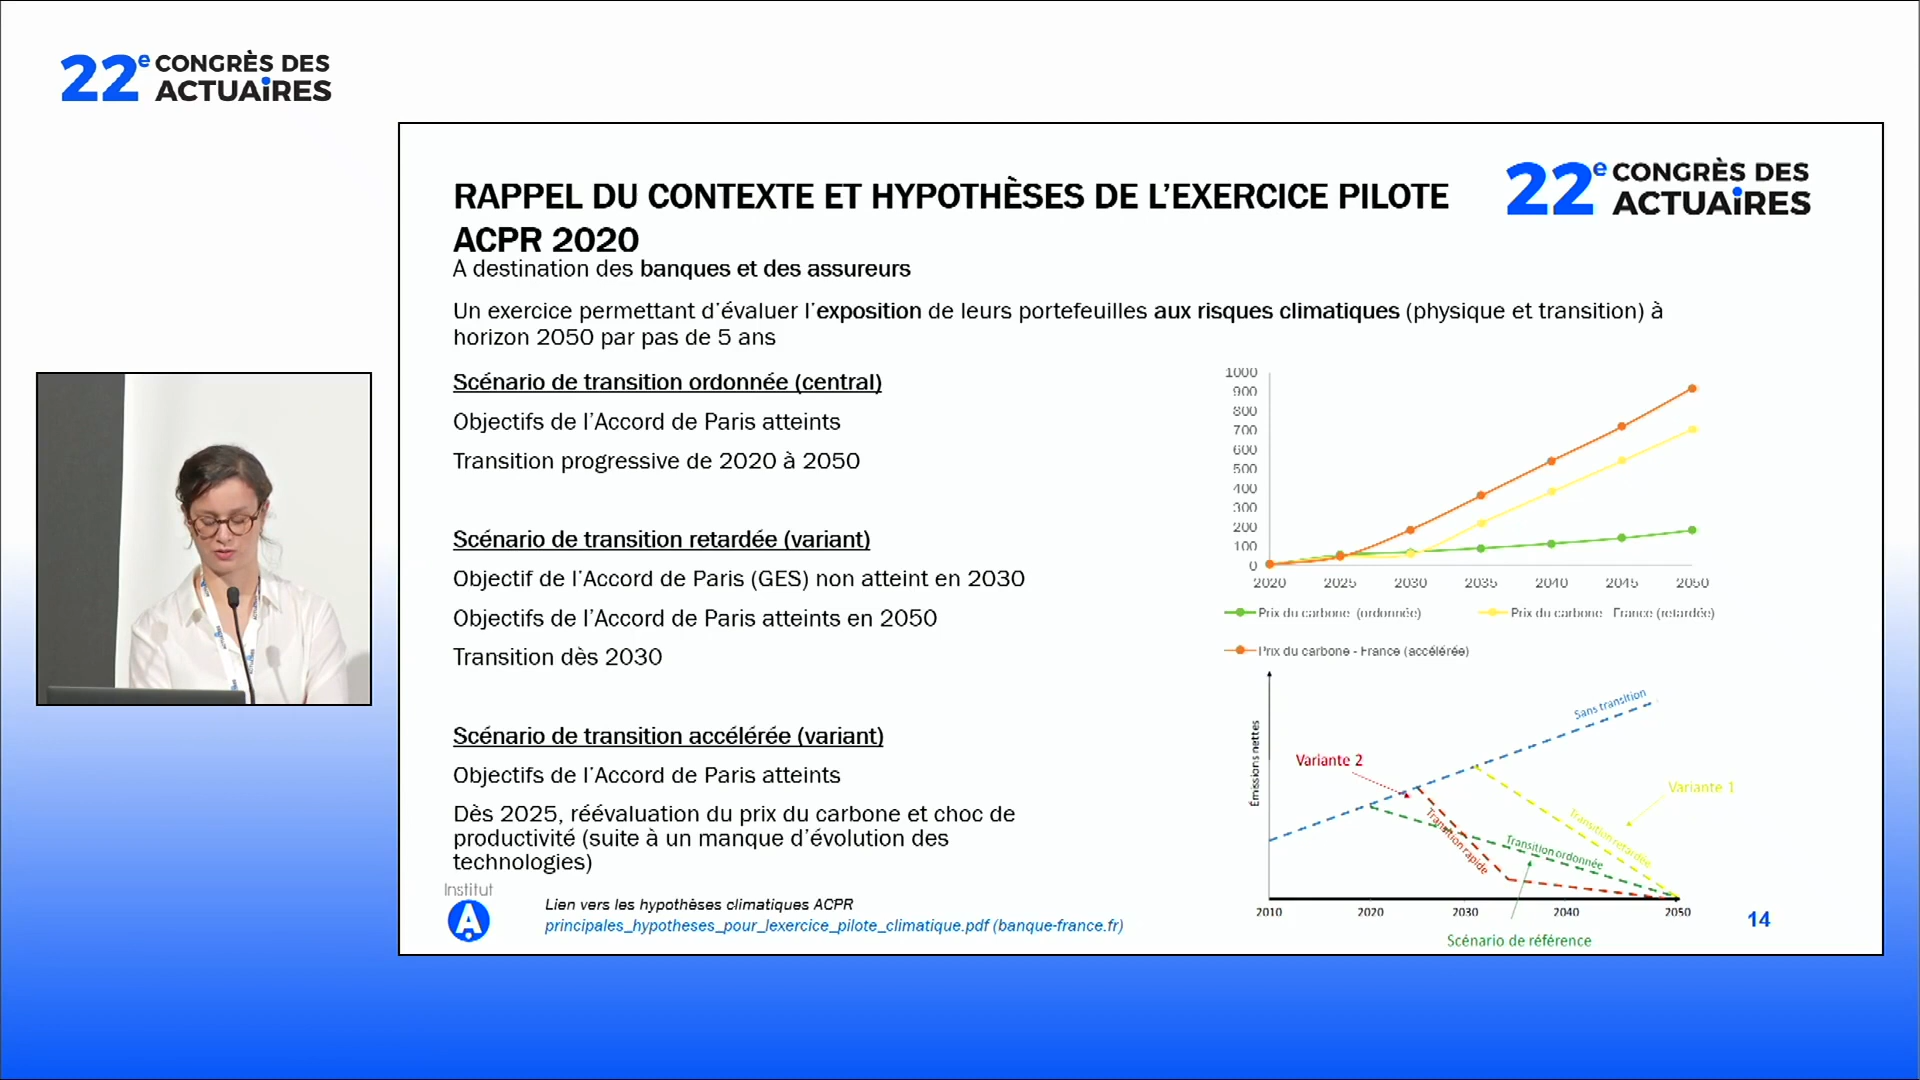 22e CONGRÈS DES
ACTUAiRES
22e CONGRÈS DES
ACTUAiRES
RAPPEL DU CONTEXTE ET HYPOTHÈSES DE L'EXERCICE PILOTE
ACPR 2020
A destination des banques et des assureurs
Un exercice permettant d'évaluer l'exposition de leurs portefeuilles aux risques climatiques (physique et transition) à
horizon 2050 par pas de 5 ans
Scénario de transition ordonnée (central)
Objectifs de l'Accord de Paris atteints
Transition progressive de 2020 à 2050
Scénario de transition retardée (variant)
Objectif de l'Accord de Paris (GES) non atteint en 2030
Objectifs de l'Accord de Paris atteints en 2050
Transition dès 2030
Scénario de transition accélérée (variant)
Objectifs de l'Accord de Paris atteints
Dès 2025, réévaluation du prix du carbone et choc de
productivité (suite à un manque d'évolution des
technologies)
1000
900
800
700
600
500
400
300
200
100
0
2020 2025 2030 2035 2040 2045 2050
Prix du carbone (ordonnée)
Prix du carbone France (retardée)
Prix du carbone - France (accélérée)
Émissions nettes
Sans transition
Variante 2
Variante 1
Transition rapide
Transition ordonnée
Transition retardée
2010 2020 2030 2040 2050
Scénario de référence
Institut
A
Lien vers les hypothèses climatiques ACPR
principales_hypotheses_pour_lexercice_pilote_climatique.pdf (banque-france.fr)
14